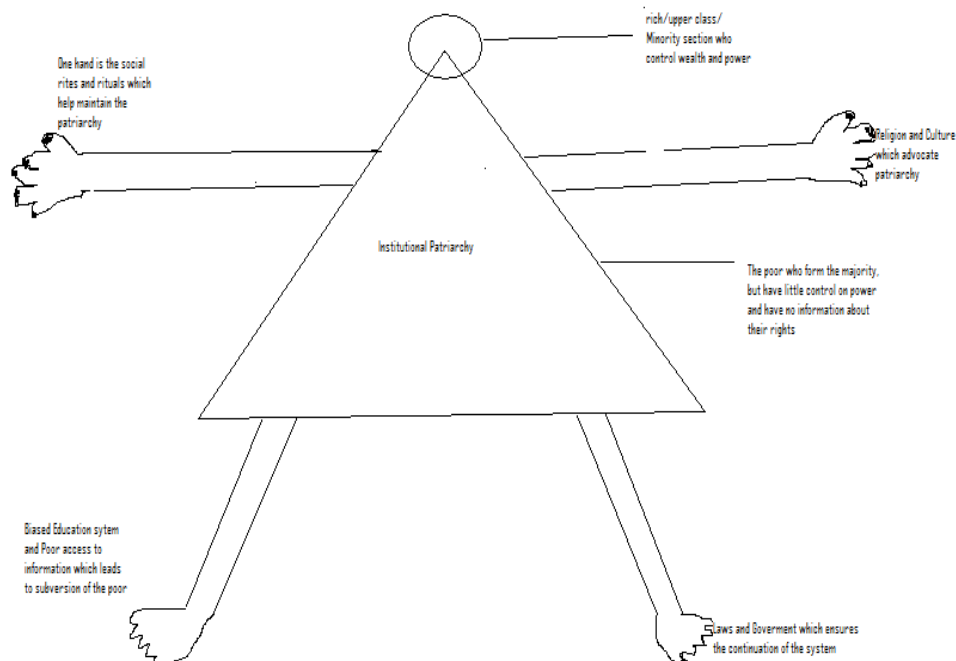 rich/upper class/
Minority section who
control wealth and power
One hand is the social
rites and rituals which
help maintain the
patriarchy
Religion and Culture
which advocate
patriarchy
Institutional Patriarchy
The poor who form the majority,
but have little control on power
and have no information about
their rights
Biased Education sytem
and Poor access to
information which leads
to subversion of the poor
Laws and Goverment which ensures
the continuation of the system